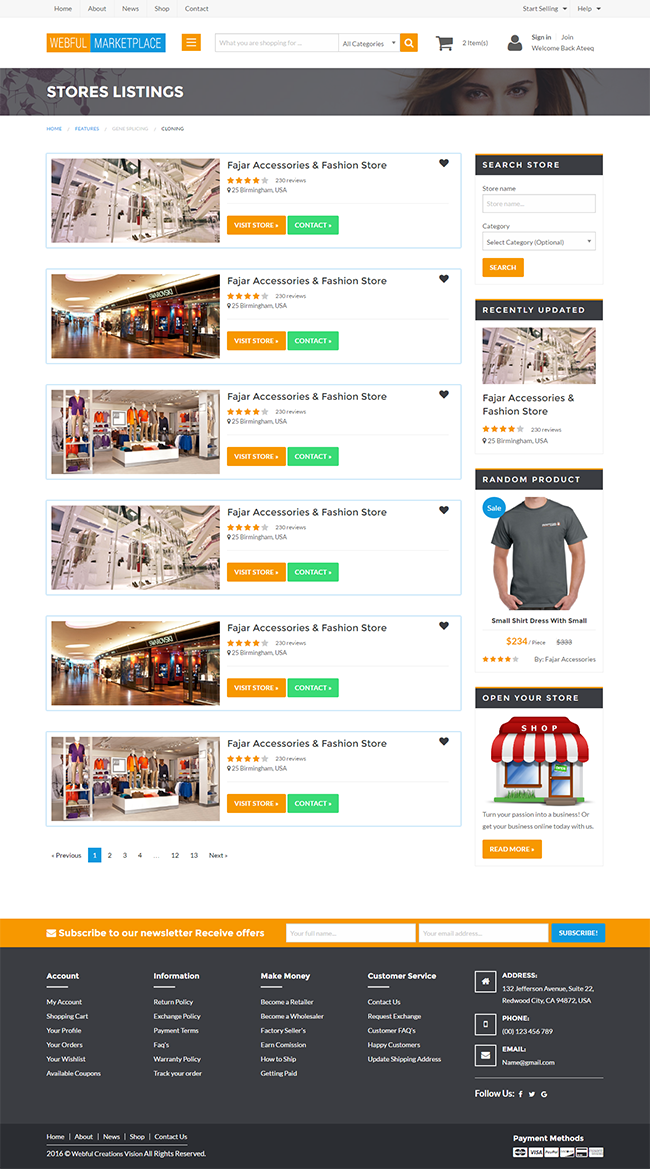 Home About News Shop Contact Start Selling Help
WEBFUL MARKETPLACE
What you are shopping for ... All Categories
2 Item(s)
Sign in Join
Welcome Back Ateeq
STORES LISTINGS
HOME / FEATURES / GENE SPLICING / CLONING
Fajar Accessories & Fashion Store
230 reviews
25 Birmingham, USA
VISIT STORE » CONTACT »
Fajar Accessories & Fashion Store
230 reviews
25 Birmingham, USA
VISIT STORE » CONTACT »
SWAROVSKI
Fajar Accessories & Fashion Store
230 reviews
25 Birmingham, USA
VISIT STORE » CONTACT »
Fajar Accessories & Fashion Store
230 reviews
25 Birmingham, USA
VISIT STORE » CONTACT »
Fajar Accessories & Fashion Store
230 reviews
25 Birmingham, USA
VISIT STORE » CONTACT »
SWAROVSKI
Fajar Accessories & Fashion Store
230 reviews
25 Birmingham, USA
VISIT STORE » CONTACT »
« Previous 1 2 3 4 ... 12 13 Next »
SEARCH STORE
Store name
Store name...
Category
Select Category (Optional)
SEARCH
RECENTLY UPDATED
Fajar Accessories &
Fashion Store
230 reviews
25 Birmingham, USA
RANDOM PRODUCT
Sale
Small Shirt Dress With Small
$234 / Piece $333
By: Fajar Accessories
OPEN YOUR STORE
SHOP
Turn your passion into a business! Or
get your business online today with us.
READ MORE »
Subscribe to our newsletter Receive offers
Your full name...
Your email address...
SUBSCRIBE!
Account
My Account
Shopping Cart
Your Profile
Your Orders
Your Wishlist
Available Coupons
Information
Return Policy
Exchange Policy
Payment Terms
Faq's
Warranty Policy
Track your order
Make Money
Become a Retailer
Become a Wholesaler
Factory Seller's
Earn Comission
How to Ship
Getting Paid
Customer Service
Contact Us
Request Exchange
Customer FAQ's
Happy Customers
Update Shipping Address
ADDRESS:
132 Jefferson Avenue, Suite 22,
Redwood City, CA 94872, USA
PHONE:
(00) 123 456 789
EMAIL:
Name@gmail.com
Follow Us:
Home | About | News | Shop | Contact Us
2016 © Webful Creations Vision All Rights Reserved.
Payment Methods
VISA